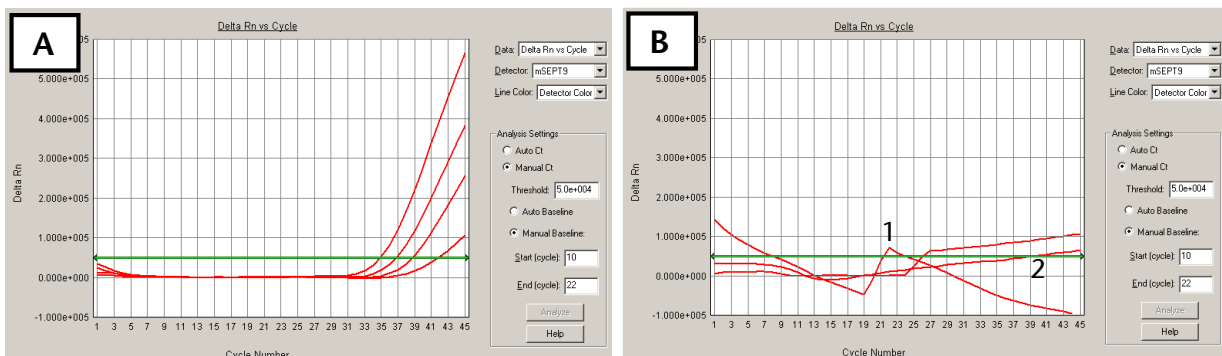 A
Delta Rn vs Cycle
5.000e+005
4.000e+005
3.000e+005
2.000e+005
1.000e+005
0.000e+000
-1.000e+005
Delta Rn
1 3 5 7 9 11 13 15 17 19 21 23 25 27 29 31 33 35 37 39 41 43 45
Cycle Number
Data: Delta Rn vs Cycle
Detector: mSEPT9
Line Color: Detector Color
Analysis Settings
Auto Ct
Manual Ct
Threshold: 5.0e+004
Auto Baseline
Manual Baseline:
Start (cycle): 10
End (cycle): 22
Analyze
Help
B
Delta Rn vs Cycle
5.000e+005
4.000e+005
3.000e+005
2.000e+005
1.000e+005
0.000e+000
-1.000e+005
Delta Rn
1
2
1 3 5 7 9 11 13 15 17 19 21 23 25 27 29 31 33 35 37 39 41 43 45
Cycle Number
Data: Delta Rn vs Cycle
Detector: mSEPT9
Line Color: Detector Color
Analysis Settings
Auto Ct
Manual Ct
Threshold: 5.0e+004
Auto Baseline
Manual Baseline:
Start (cycle): 10
End (cycle): 22
Analyze
Help